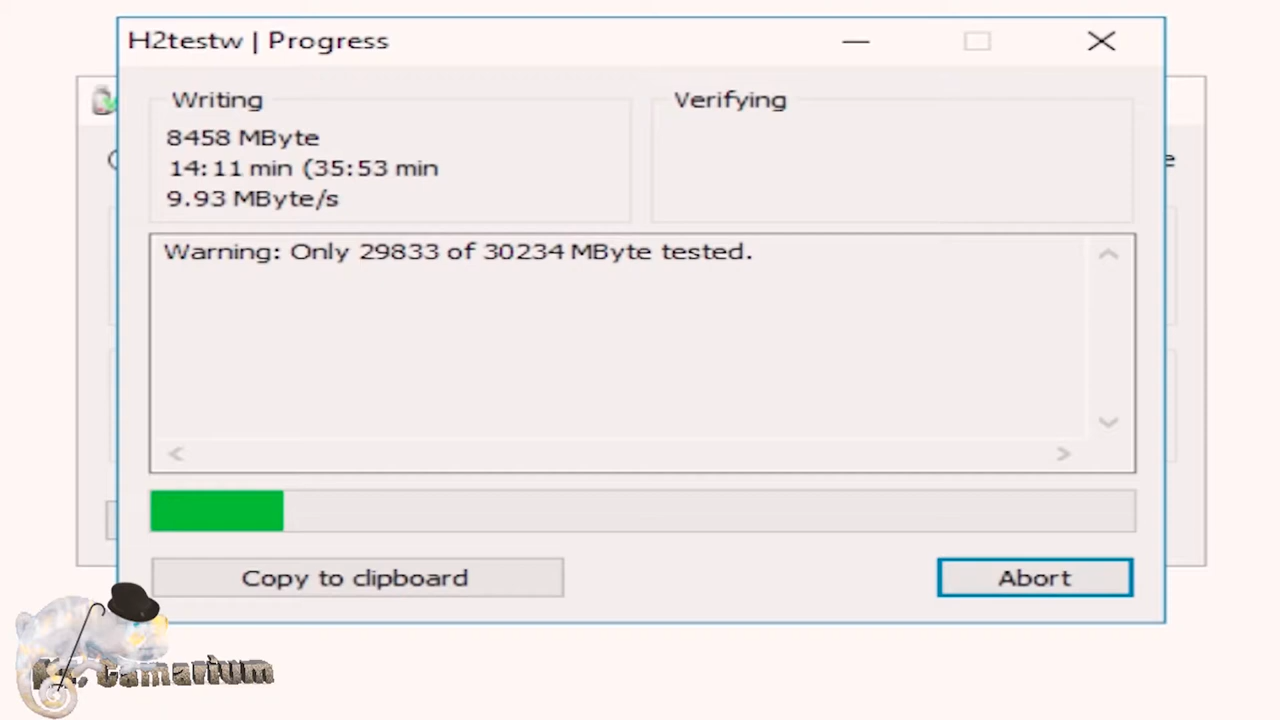 H2testw | Progress
Writing
8458 MByte
14:11 min (35:53 min
9.93 MByte/s
Verifying
Warning: Only 29833 of 30234 MByte tested.
Copy to clipboard
Abort
Camarium